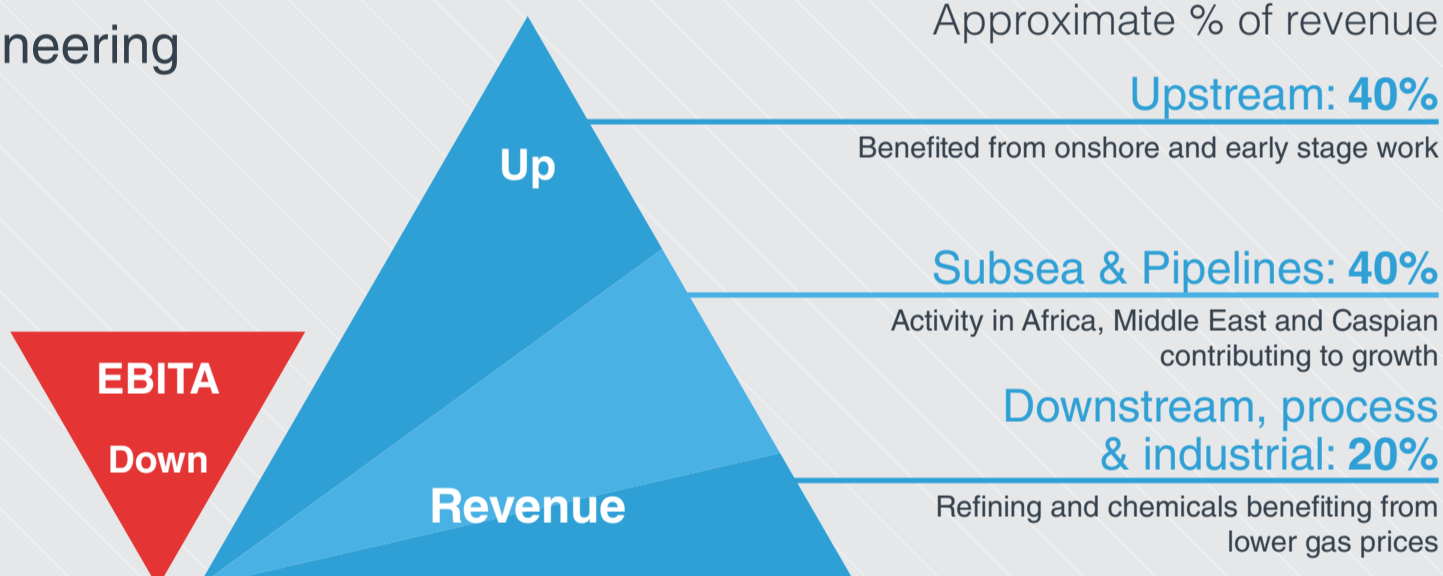 neering
Approximate % of revenue
Upstream: 40%
Benefited from onshore and early stage work
Up
Subsea & Pipelines: 40%
Activity in Africa, Middle East and Caspian
contributing to growth
EBITA
Down
Downstream, process
& industrial: 20%
Revenue
Refining and chemicals benefiting from
lower gas prices